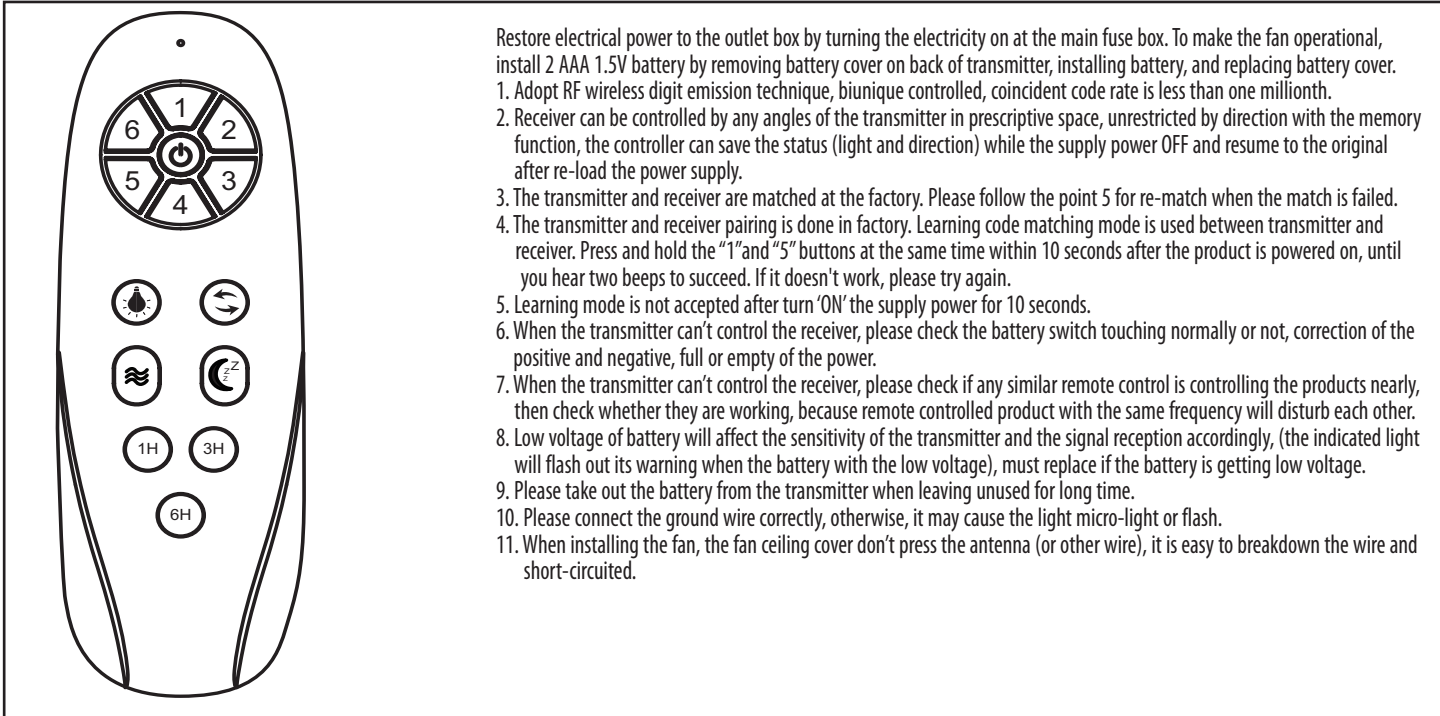 1
6
2
5
3
4
z
z
Z
1H
3H
6H
Restore electrical power to the outlet box by turning the electricity on at the main fuse box. To make the fan operational,
install 2 AAA 1.5V battery by removing battery cover on back of transmitter, installing battery, and replacing battery cover.
1. Adopt RF wireless digit emission technique, biunique controlled, coincident code rate is less than one millionth.
2. Receiver can be controlled by any angles of the transmitter in prescriptive space, unrestricted by direction with the memory
function, the controller can save the status (light and direction) while the supply power OFF and resume to the original
after re-load the power supply.
3. The transmitter and receiver are matched at the factory. Please follow the point 5 for re-match when the match is failed.
4. The transmitter and receiver pairing is done in factory. Learning code matching mode is used between transmitter and
receiver. Press and hold the “1”and “5” buttons at the same time within 10 seconds after the product is powered on, until
you hear two beeps to succeed. If it doesn't work, please try again.
5. Learning mode is not accepted after turn ‘ON’ the supply power for 10 seconds.
6. When the transmitter can’t control the receiver, please check the battery switch touching normally or not, correction of the
positive and negative, full or empty of the power.
7. When the transmitter can’t control the receiver, please check if any similar remote control is controlling the products nearly,
then check whether they are working, because remote controlled product with the same frequency will disturb each other.
8. Low voltage of battery will affect the sensitivity of the transmitter and the signal reception accordingly, (the indicated light
will flash out its warning when the battery with the low voltage), must replace if the battery is getting low voltage.
9. Please take out the battery from the transmitter when leaving unused for long time.
10. Please connect the ground wire correctly, otherwise, it may cause the light micro-light or flash.
11. When installing the fan, the fan ceiling cover don’t press the antenna (or other wire), it is easy to breakdown the wire and
short-circuited.